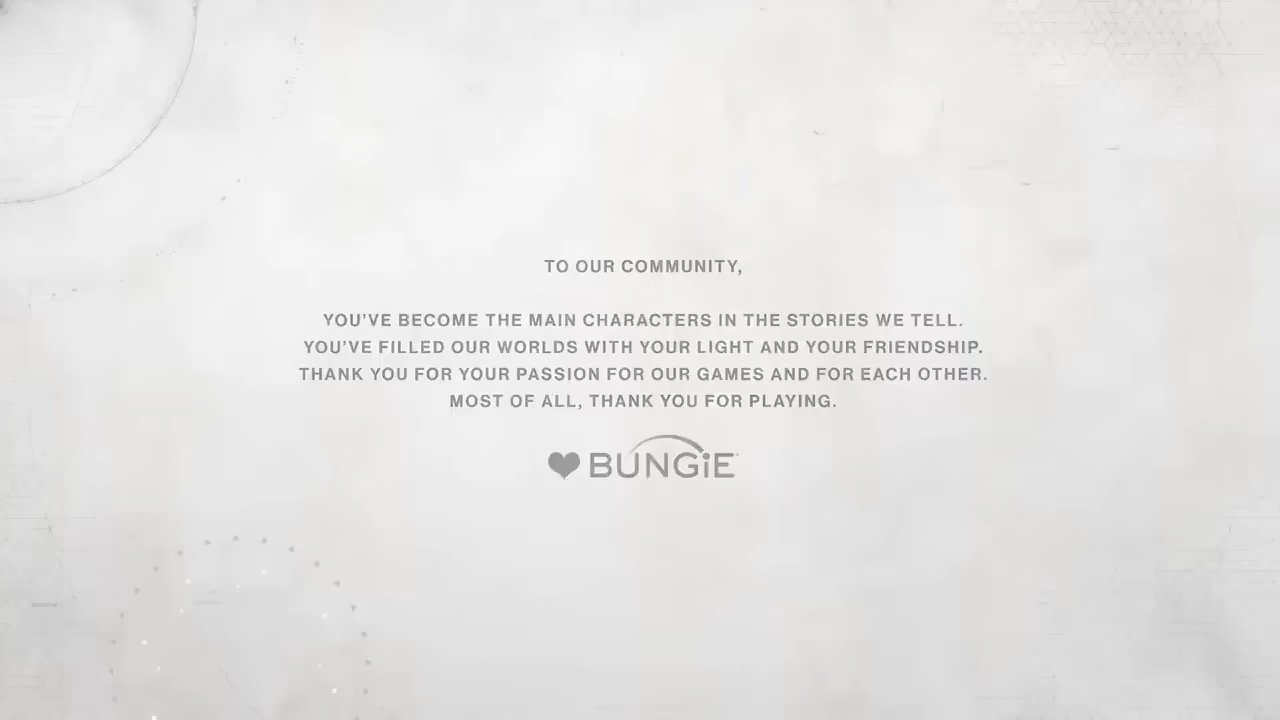 TO OUR COMMUNITY,
YOU'VE BECOME THE MAIN CHARACTERS IN THE STORIES WE TELL.
YOU'VE FILLED OUR WORLDS WITH YOUR LIGHT AND YOUR FRIENDSHIP.
THANK YOU FOR YOUR PASSION FOR OUR GAMES AND FOR EACH OTHER.
MOST OF ALL, THANK YOU FOR PLAYING.
BUNGiE